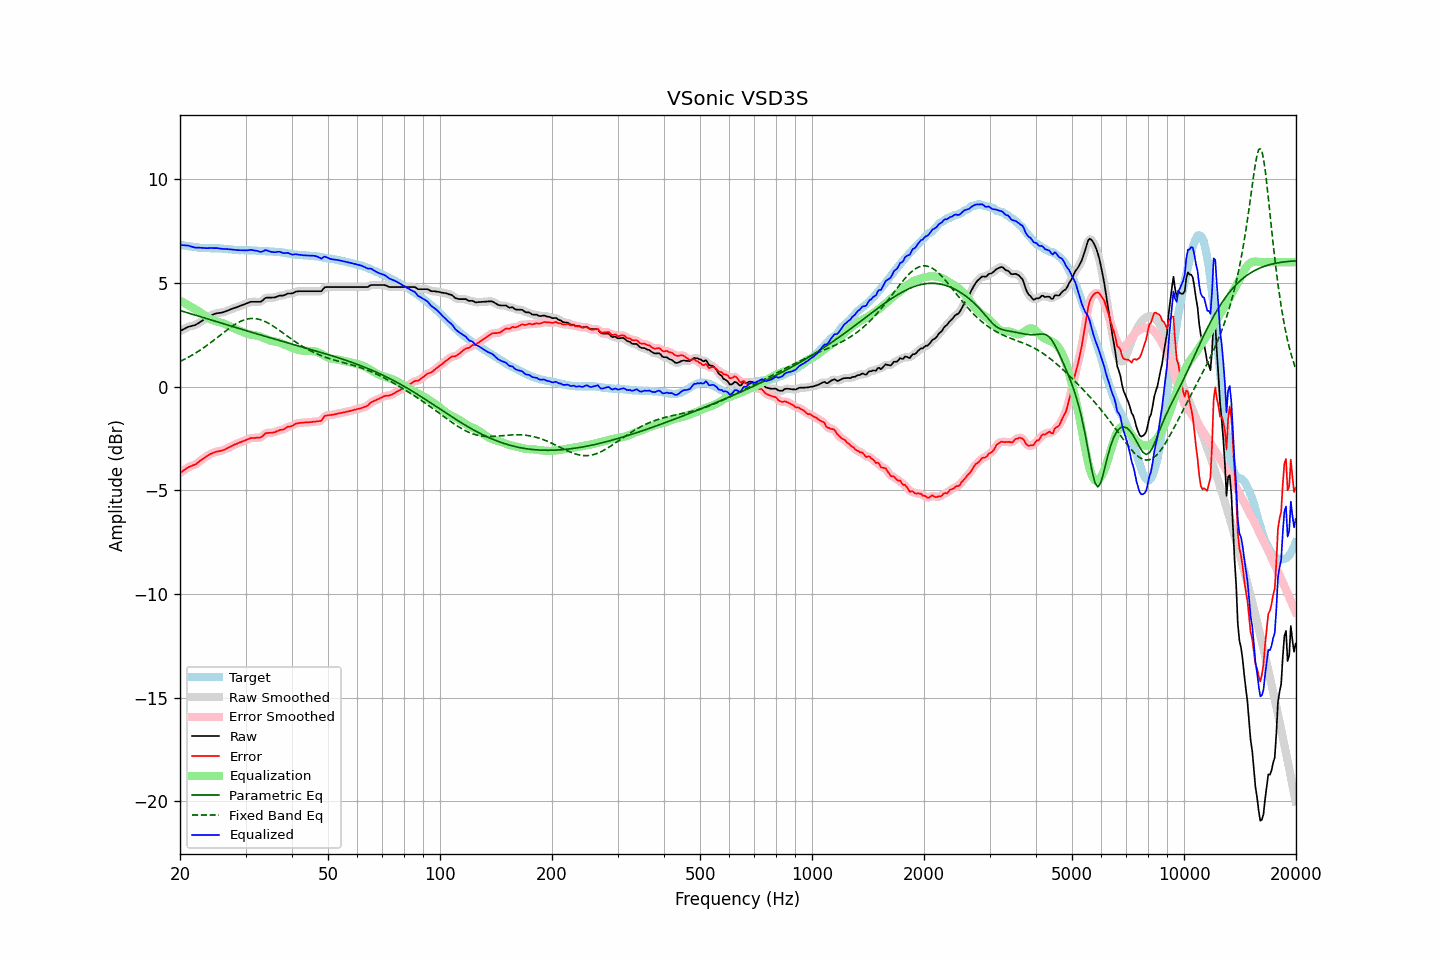 VSonic VSD3S
Amplitude (dBr)
10
5
0
−5
−10
−15
−20
Target
Raw Smoothed
Error Smoothed
Raw
Error
Equalization
Parametric Eq
Fixed Band Eq
Equalized
20 50 100 200 500 1000 2000 5000 10000 20000
Frequency (Hz)